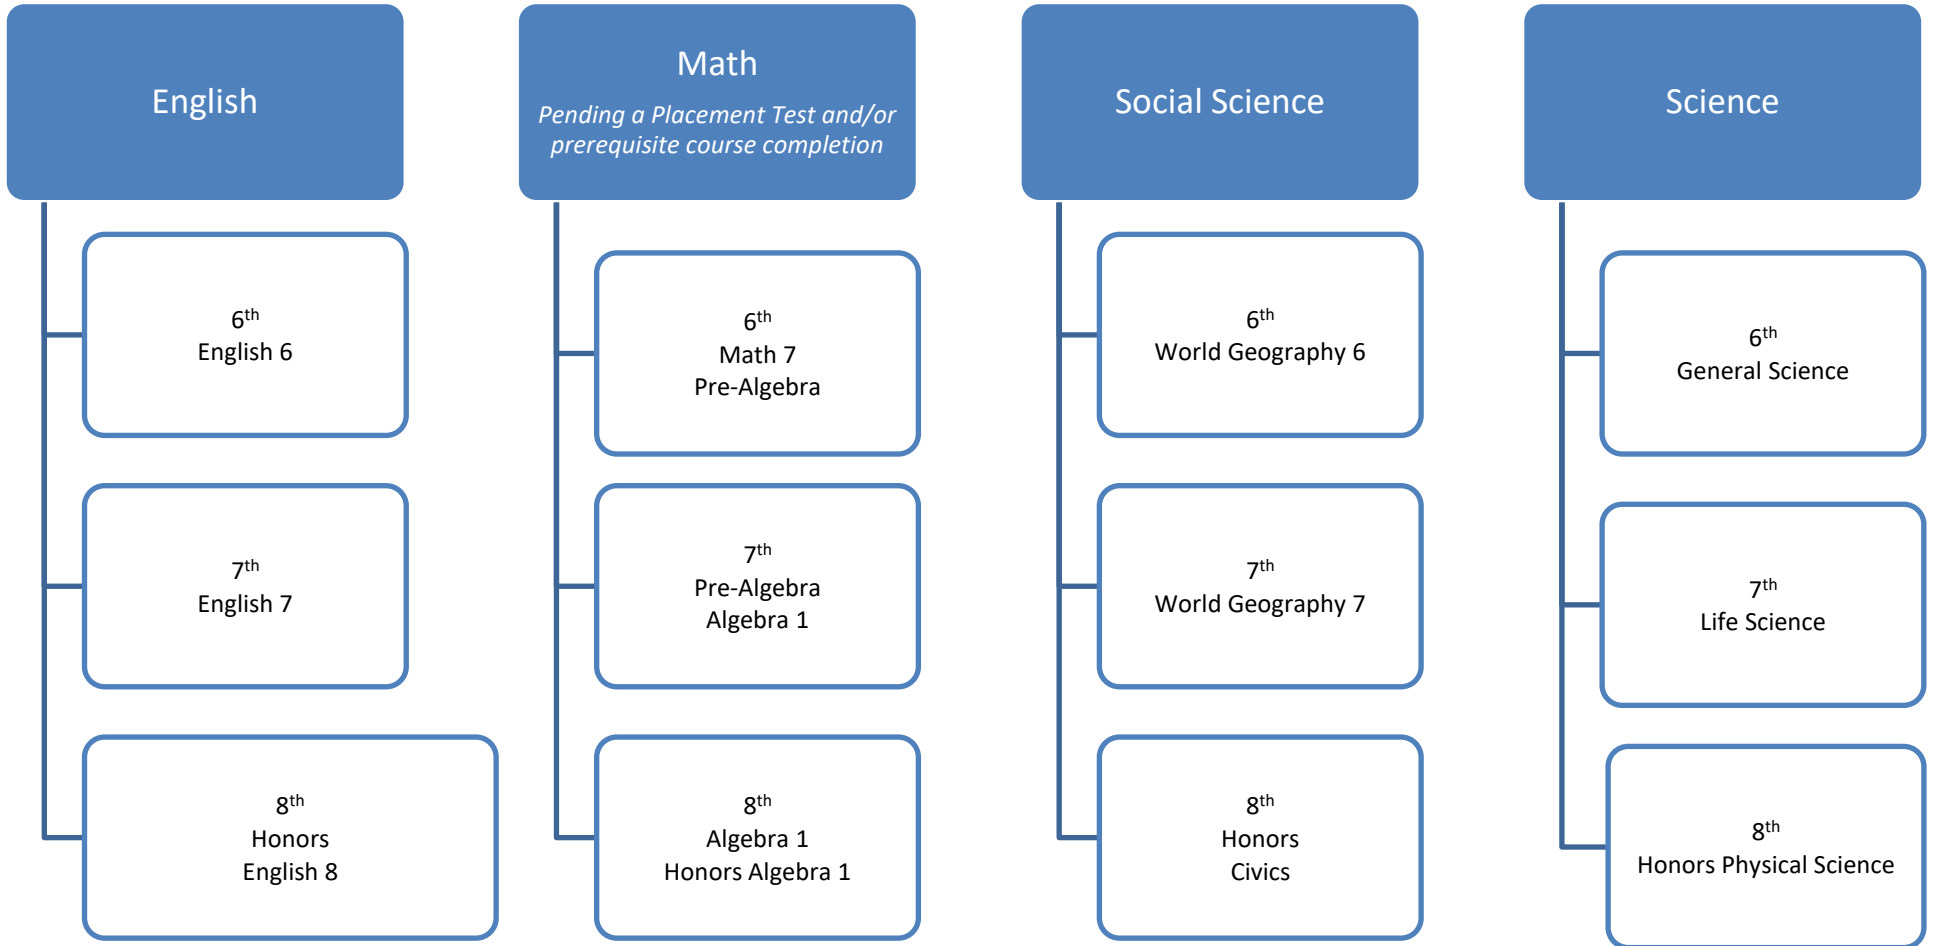 English
6th
English 6
7th
English 7
8th
Honors
English 8
Math
Pending a Placement Test and/or
prerequisite course completion
6th
Math 7
Pre-Algebra
7th
Pre-Algebra
Algebra 1
8th
Algebra 1
Honors Algebra 1
Social Science
6th
World Geography 6
7th
World Geography 7
8th
Honors
Civics
Science
6th
General Science
7th
Life Science
8th
Honors Physical Science